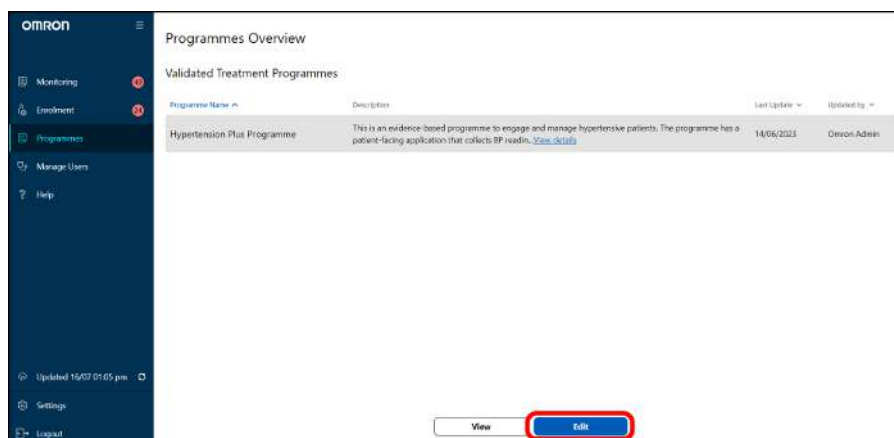 OMRON
Programmes Overview
Monitoring
Enrolment 24
Programmes
Manage Users
? Help
Validated Treatment Programmes
Programme Name
Description
Last Update
Updated by
Hypertension Plus Programme
This is an evidence-based programme to engage and manage hypertensive patients. The programme has a
patient-facing application that collects BP readin... View details
14/06/2023
Omron Admin
Updated 16/07 01:05 pm
Settings
Logout
View
Edit